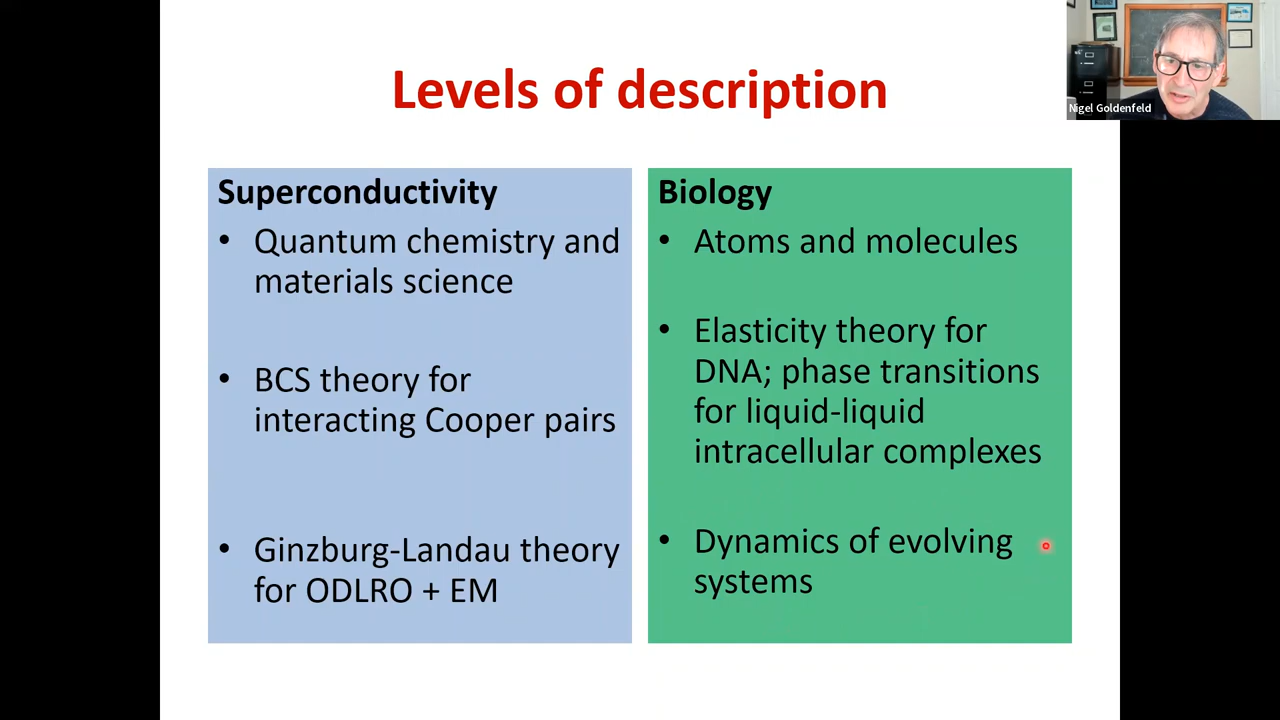 Levels of description
Nigel Goldenfeld
Superconductivity
• Quantum chemistry and
materials science
• BCS theory for
interacting Cooper pairs
• Ginzburg-Landau theory
for ODLRO + EM
Biology
• Atoms and molecules
• Elasticity theory for
DNA; phase transitions
for liquid-liquid
intracellular complexes
• Dynamics of evolving
systems